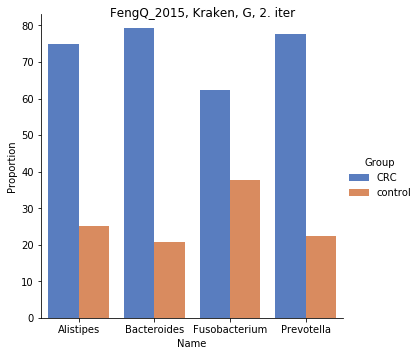 FengQ_2015, Kraken, G, 2. iter
80
70
60
50
40
30
20
10
0
Proportion
Alistipes Bacteroides Fusobacterium Prevotella
Name
Group
CRC
control